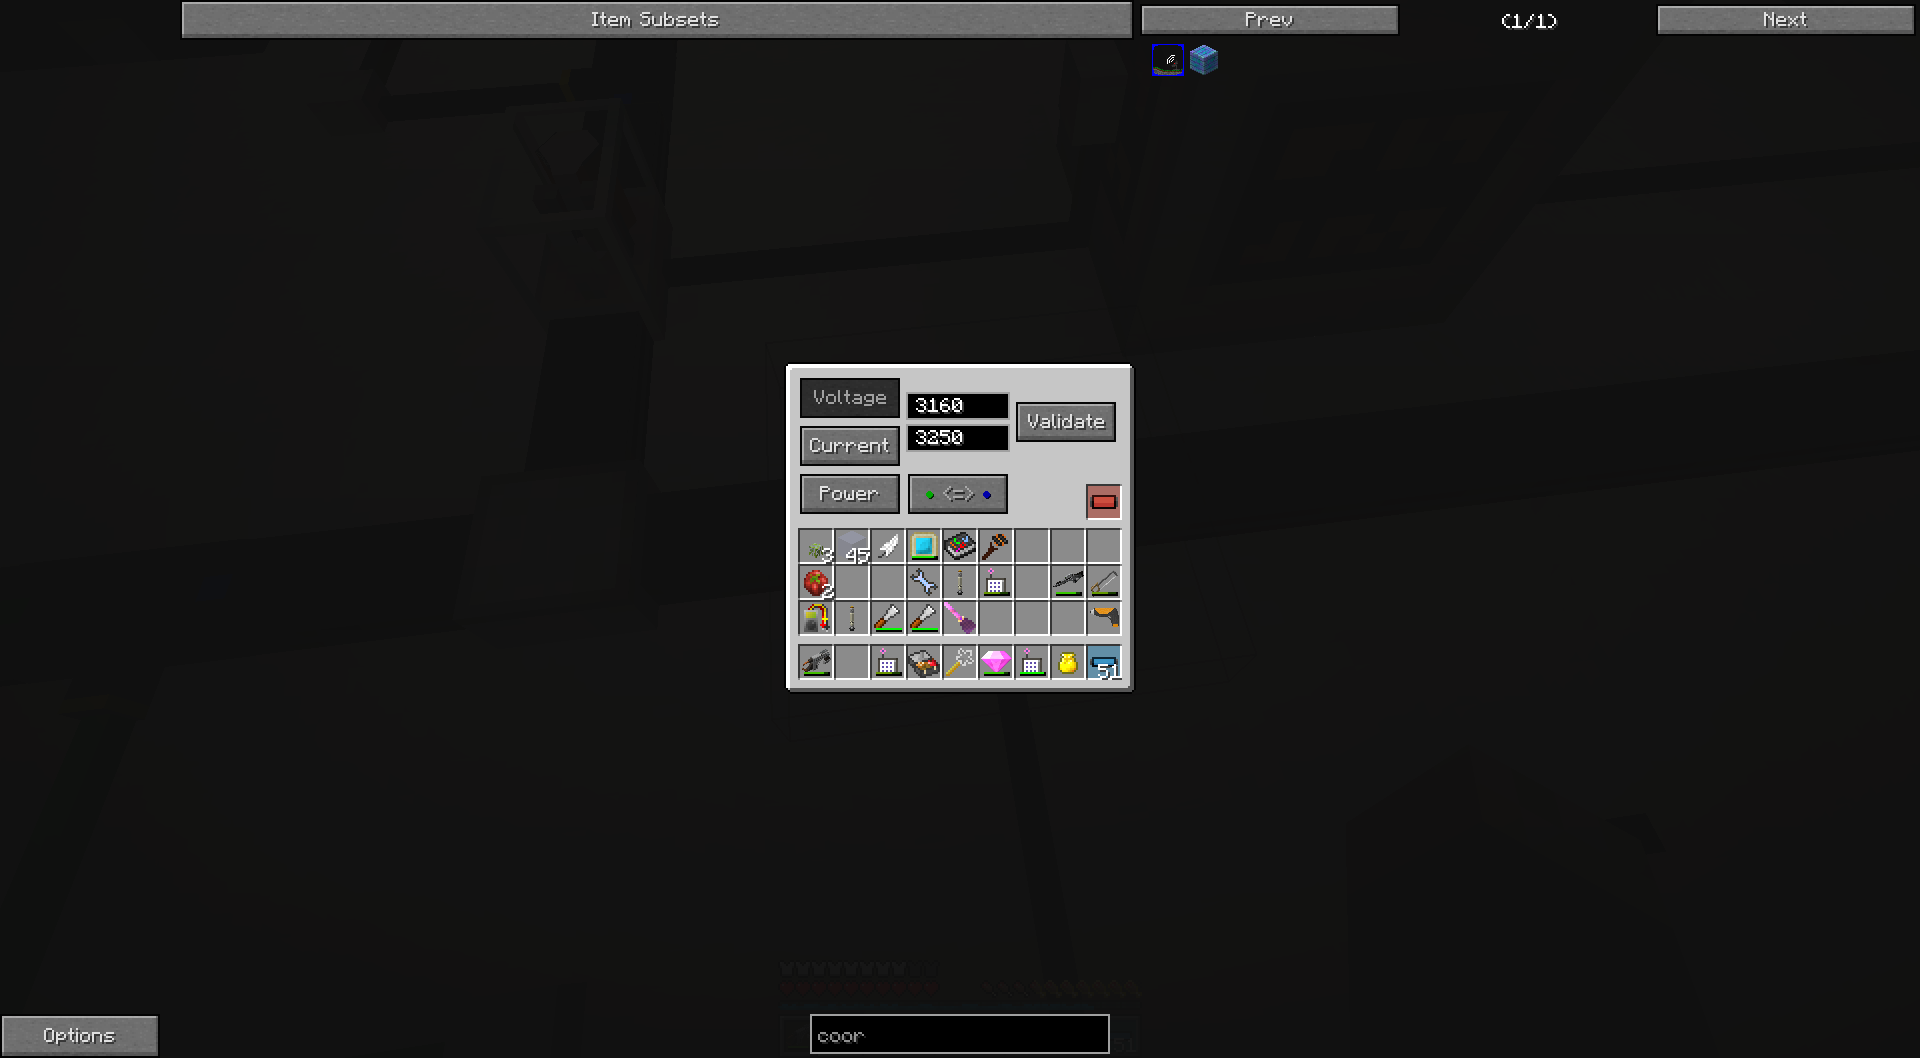 Item Subsets
Prev
(1/1)
Next
Voltage
3160
Validate
Current
3250
Power
<=>
3
45
2
51
Options
coor